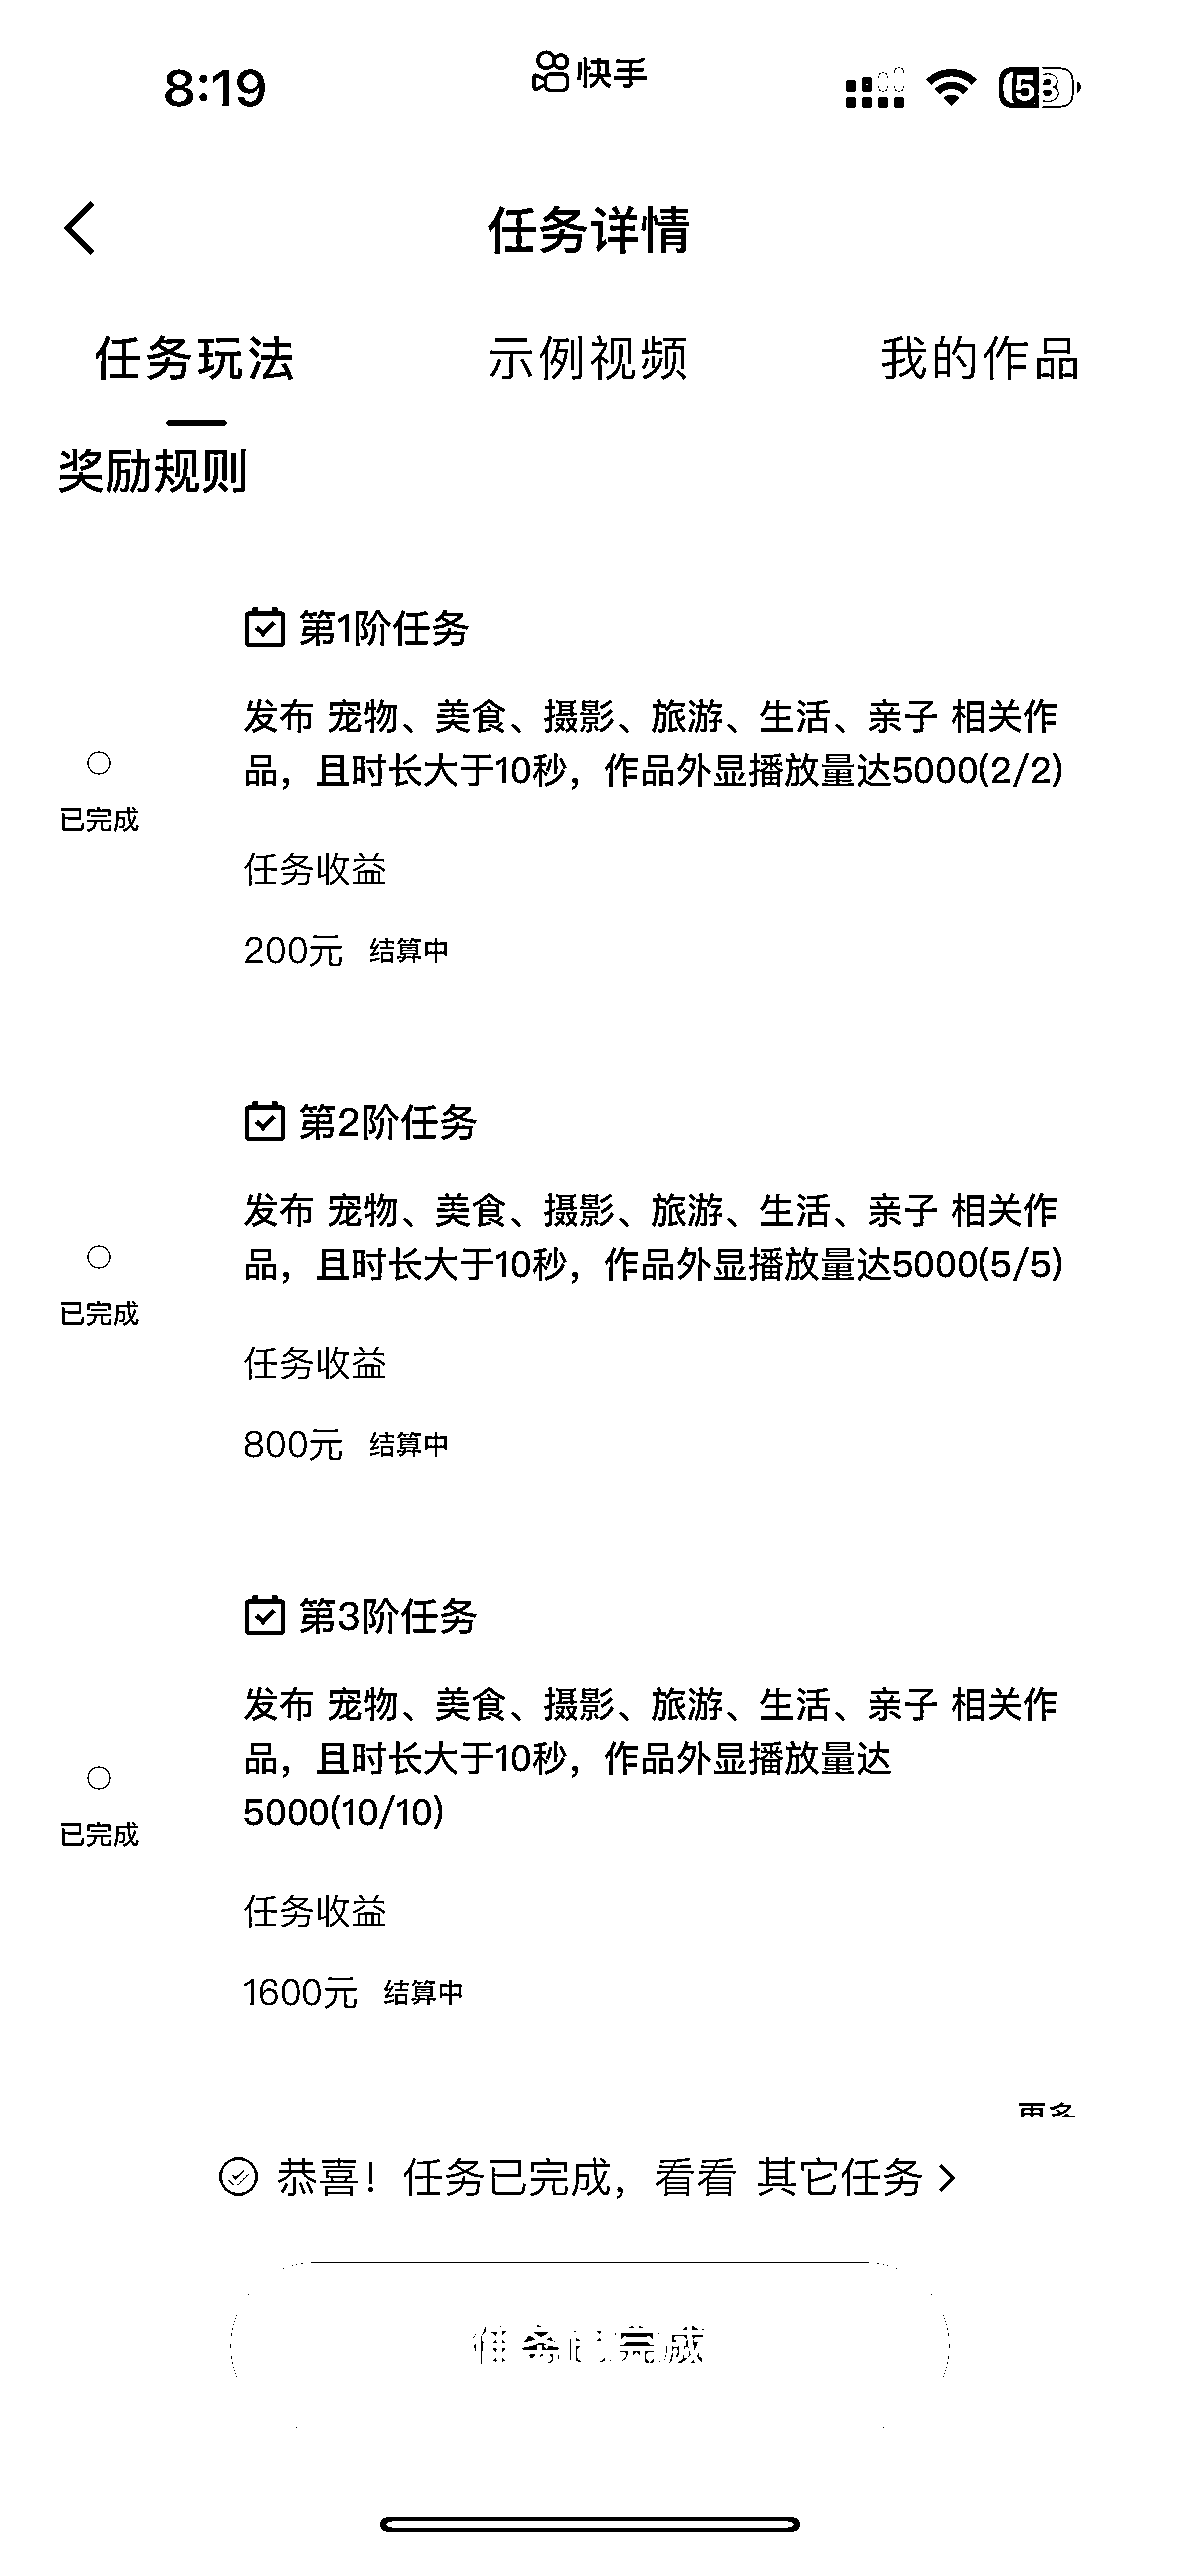 8:19
快手
53
任务详情
任务玩法 示例视频 我的作品
奖励规则
第1阶任务
发布 宠物、美食、摄影、旅游、生活、亲子 相关作
品，且时长大于10秒，作品外显播放量达5000(2/2)
已完成
任务收益
200元 结算中
第2阶任务
发布 宠物、美食、摄影、旅游、生活、亲子 相关作
品，且时长大于10秒，作品外显播放量达5000(5/5)
已完成
任务收益
800元 结算中
第3阶任务
发布 宠物、美食、摄影、旅游、生活、亲子 相关作
品，且时长大于10秒，作品外显播放量达
5000(10/10)
已完成
任务收益
1600元 结算中
更多
恭喜！任务已完成，看看 其它任务
任务已完成